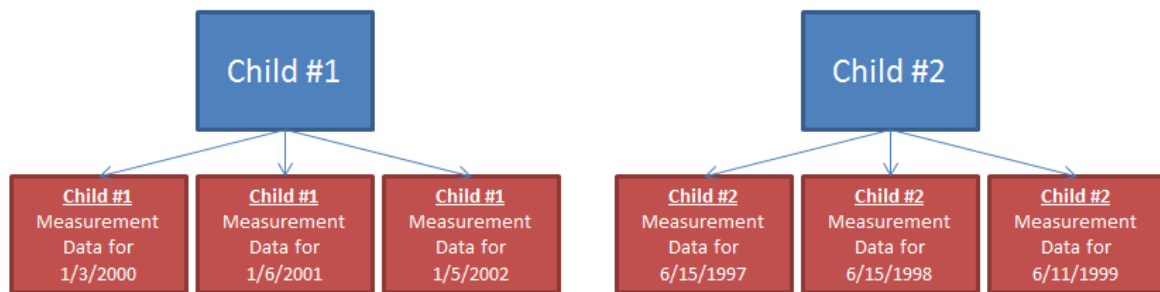 Child #1
Child #2
Child #1
Measurement
Data for
1/3/2000
Child #1
Measurement
Data for
1/6/2001
Child #1
Measurement
Data for
1/5/2002
Child #2
Measurement
Data for
6/15/1997
Child #2
Measurement
Data for
6/15/1998
Child #2
Measurement
Data for
6/11/1999